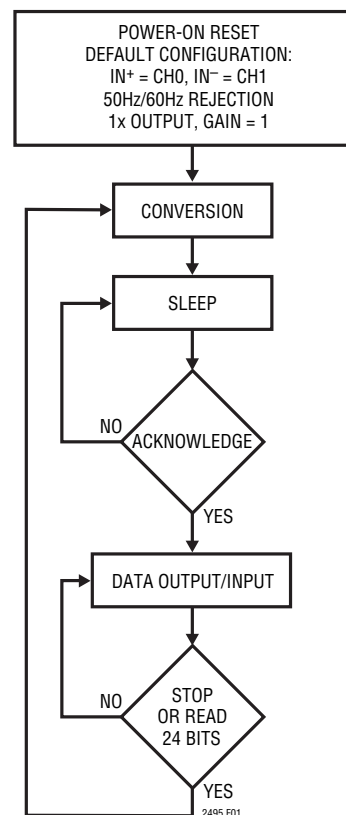 POWER-ON RESET
DEFAULT CONFIGURATION:
IN+ = CH0, IN– = CH1
50Hz/60Hz REJECTION
1x OUTPUT, GAIN = 1
CONVERSION
SLEEP
NO
ACKNOWLEDGE
YES
DATA OUTPUT/INPUT
NO
STOP
OR READ
24 BITS
YES
2495 F01